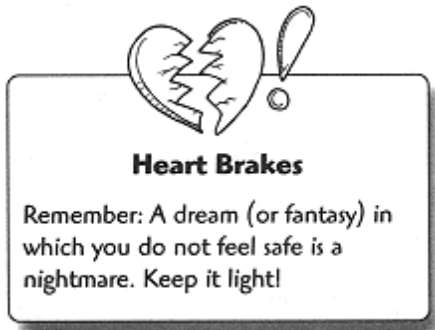 Heart Brakes
Remember: A dream (or fantasy) in
which you do not feel safe is a
nightmare. Keep it light!